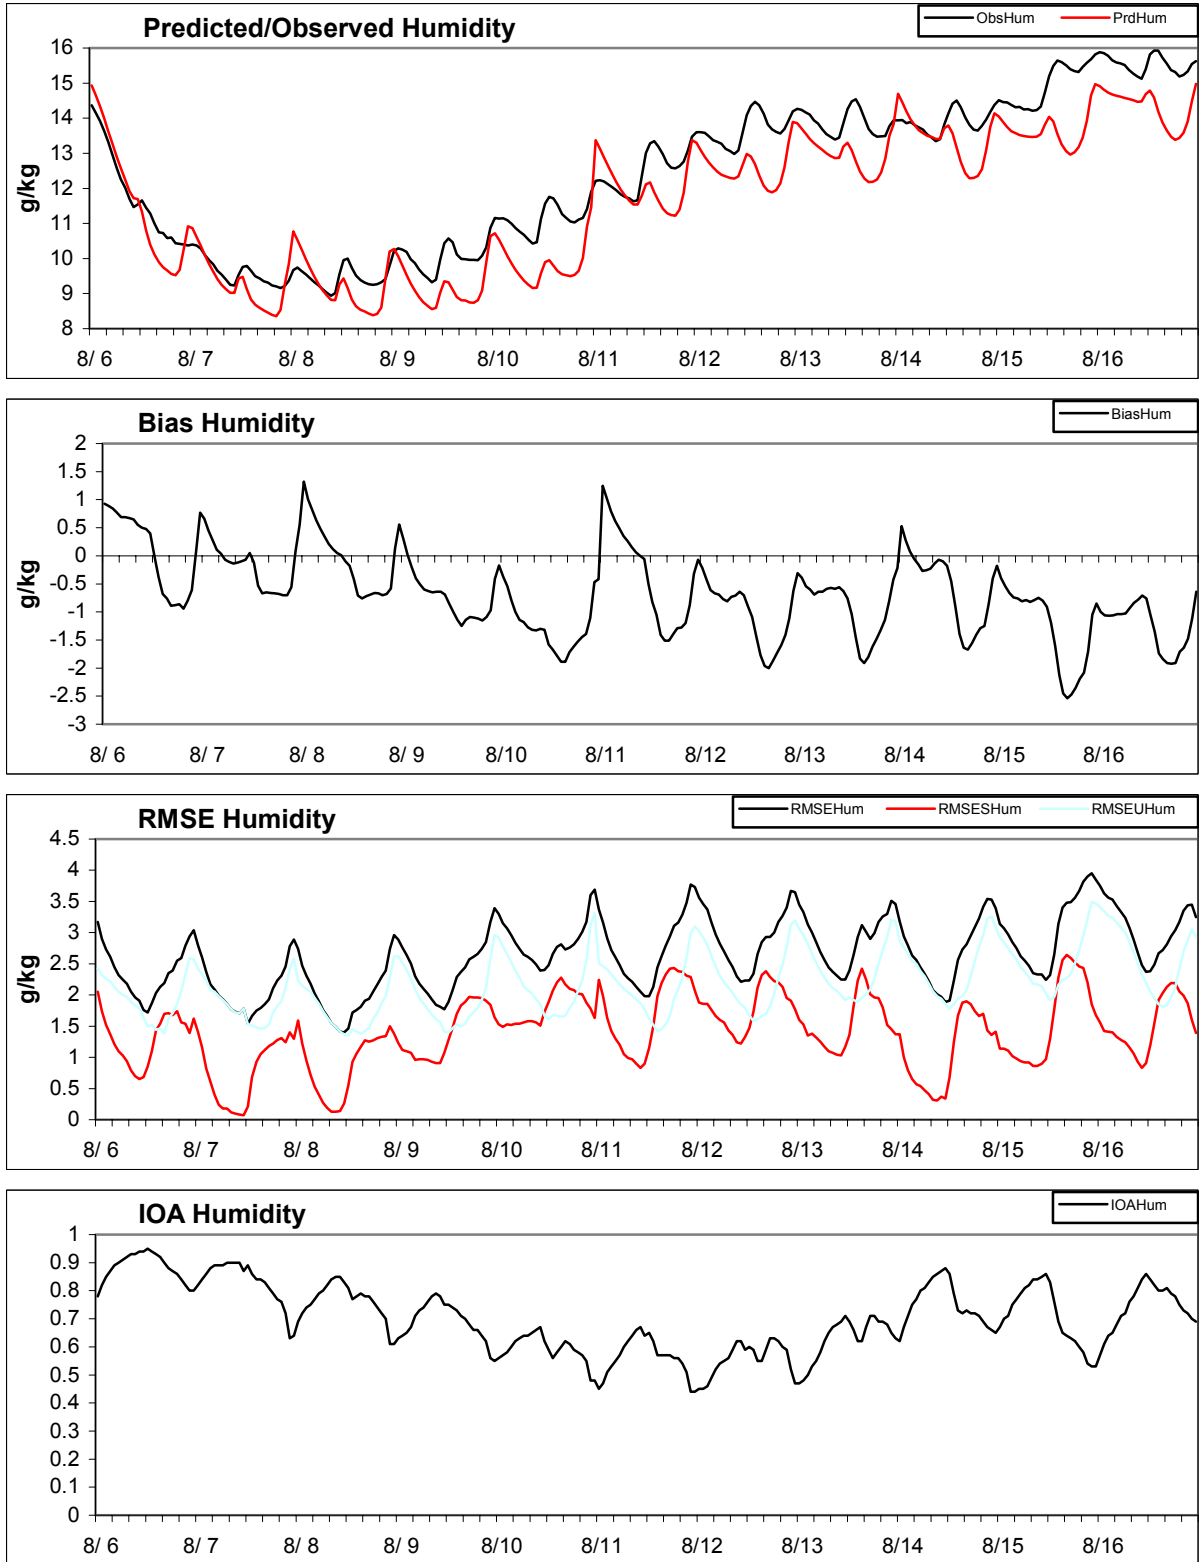 Predicted/Observed Humidity
ObsHum PrdHum
16
15
14
13
12
11
10
9
8
g/kg
8/ 6 8/ 7 8/ 8 8/ 9 8/10 8/11 8/12 8/13 8/14 8/15 8/16
Bias Humidity
BiasHum
2
1.5
1
0.5
0
-0.5
-1
-1.5
-2
-2.5
-3
g/kg
8/ 6 8/ 7 8/ 8 8/ 9 8/10 8/11 8/12 8/13 8/14 8/15 8/16
RMSE Humidity
RMSEHum RMSESHum RMSEUHum
4.5
4
3.5
3
2.5
2
1.5
1
0.5
0
g/kg
8/ 6 8/ 7 8/ 8 8/ 9 8/10 8/11 8/12 8/13 8/14 8/15 8/16
IOA Humidity
IOAHum
1
0.9
0.8
0.7
0.6
0.5
0.4
0.3
0.2
0.1
0
8/ 6 8/ 7 8/ 8 8/ 9 8/10 8/11 8/12 8/13 8/14 8/15 8/16